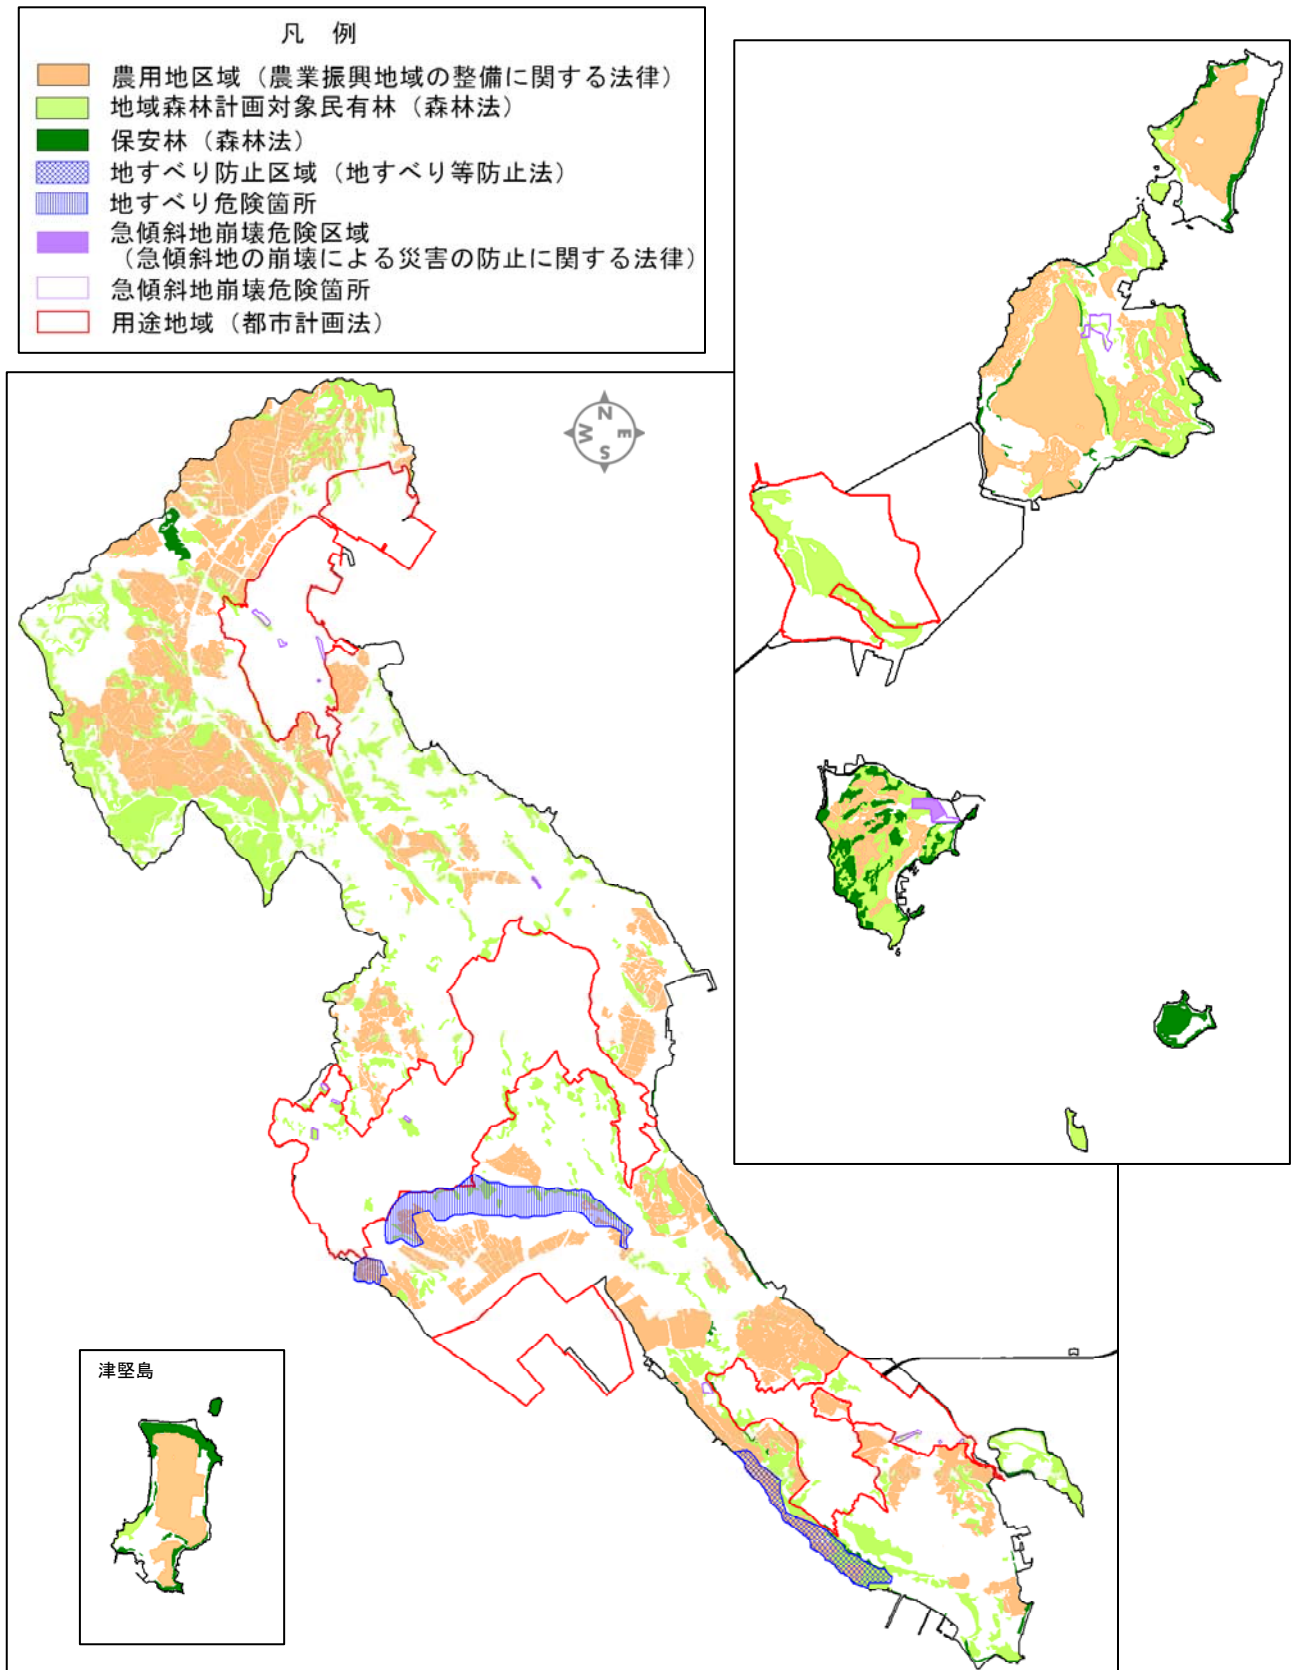 凡　例
農用地区域（農業振興地域の整備に関する法律）
地域森林計画対象民有林（森林法）
保安林（森林法）
地すべり防止区域（地すべり等防止法）
地すべり危険箇所
急傾斜地崩壊危険区域
（急傾斜地の崩壊による災害の防止に関する法律）
急傾斜地崩壊危険箇所
用途地域（都市計画法）
N
W
E
S
津堅島